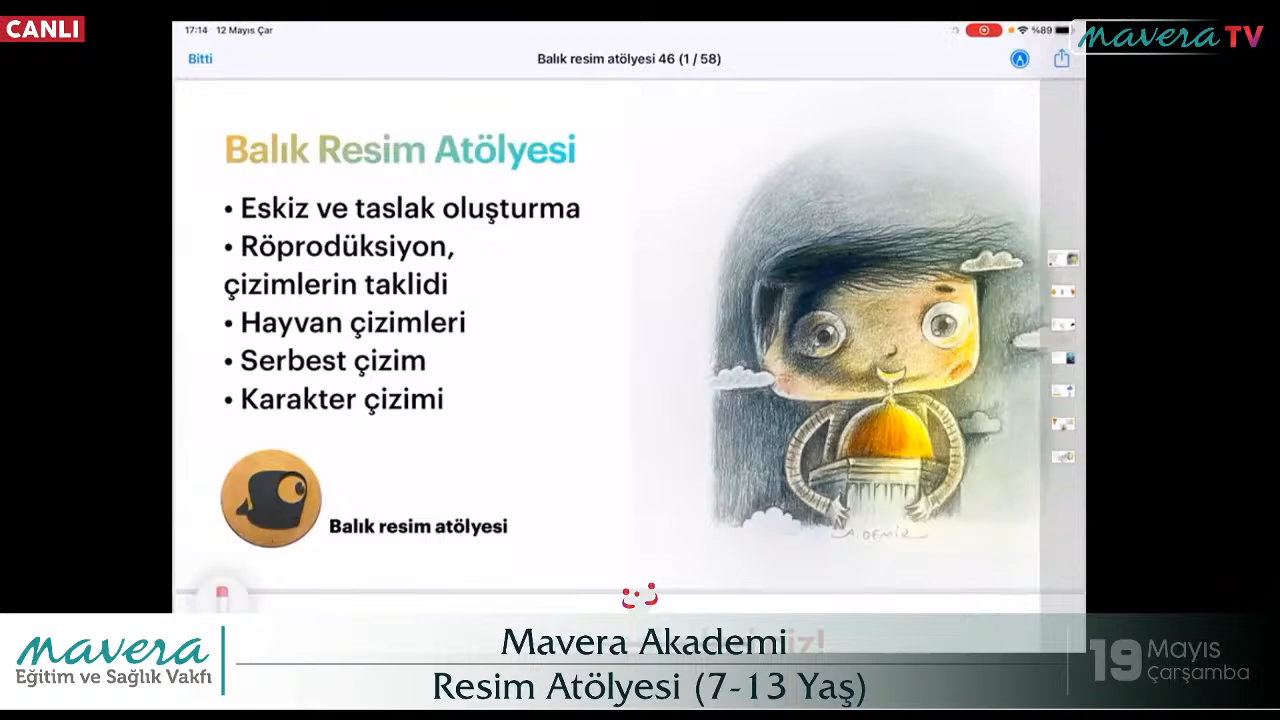 CANLI
17:14 12 Mayıs Çar
%89
mavera TV
Bitti
Balık resim atölyesi 46 (1 / 58)
Balık Resim Atölyesi
• Eskiz ve taslak oluşturma
• Röprodüksiyon,
çizimlerin taklidi
• Hayvan çizimleri
• Serbest çizim
• Karakter çizimi
A.DEMİR
Balık resim atölyesi
mavera
Eğitim ve Sağlık Vakfı
Mavera Akademi
Resim Atölyesi (7-13 Yaş)
19 Mayıs
Çarşamba